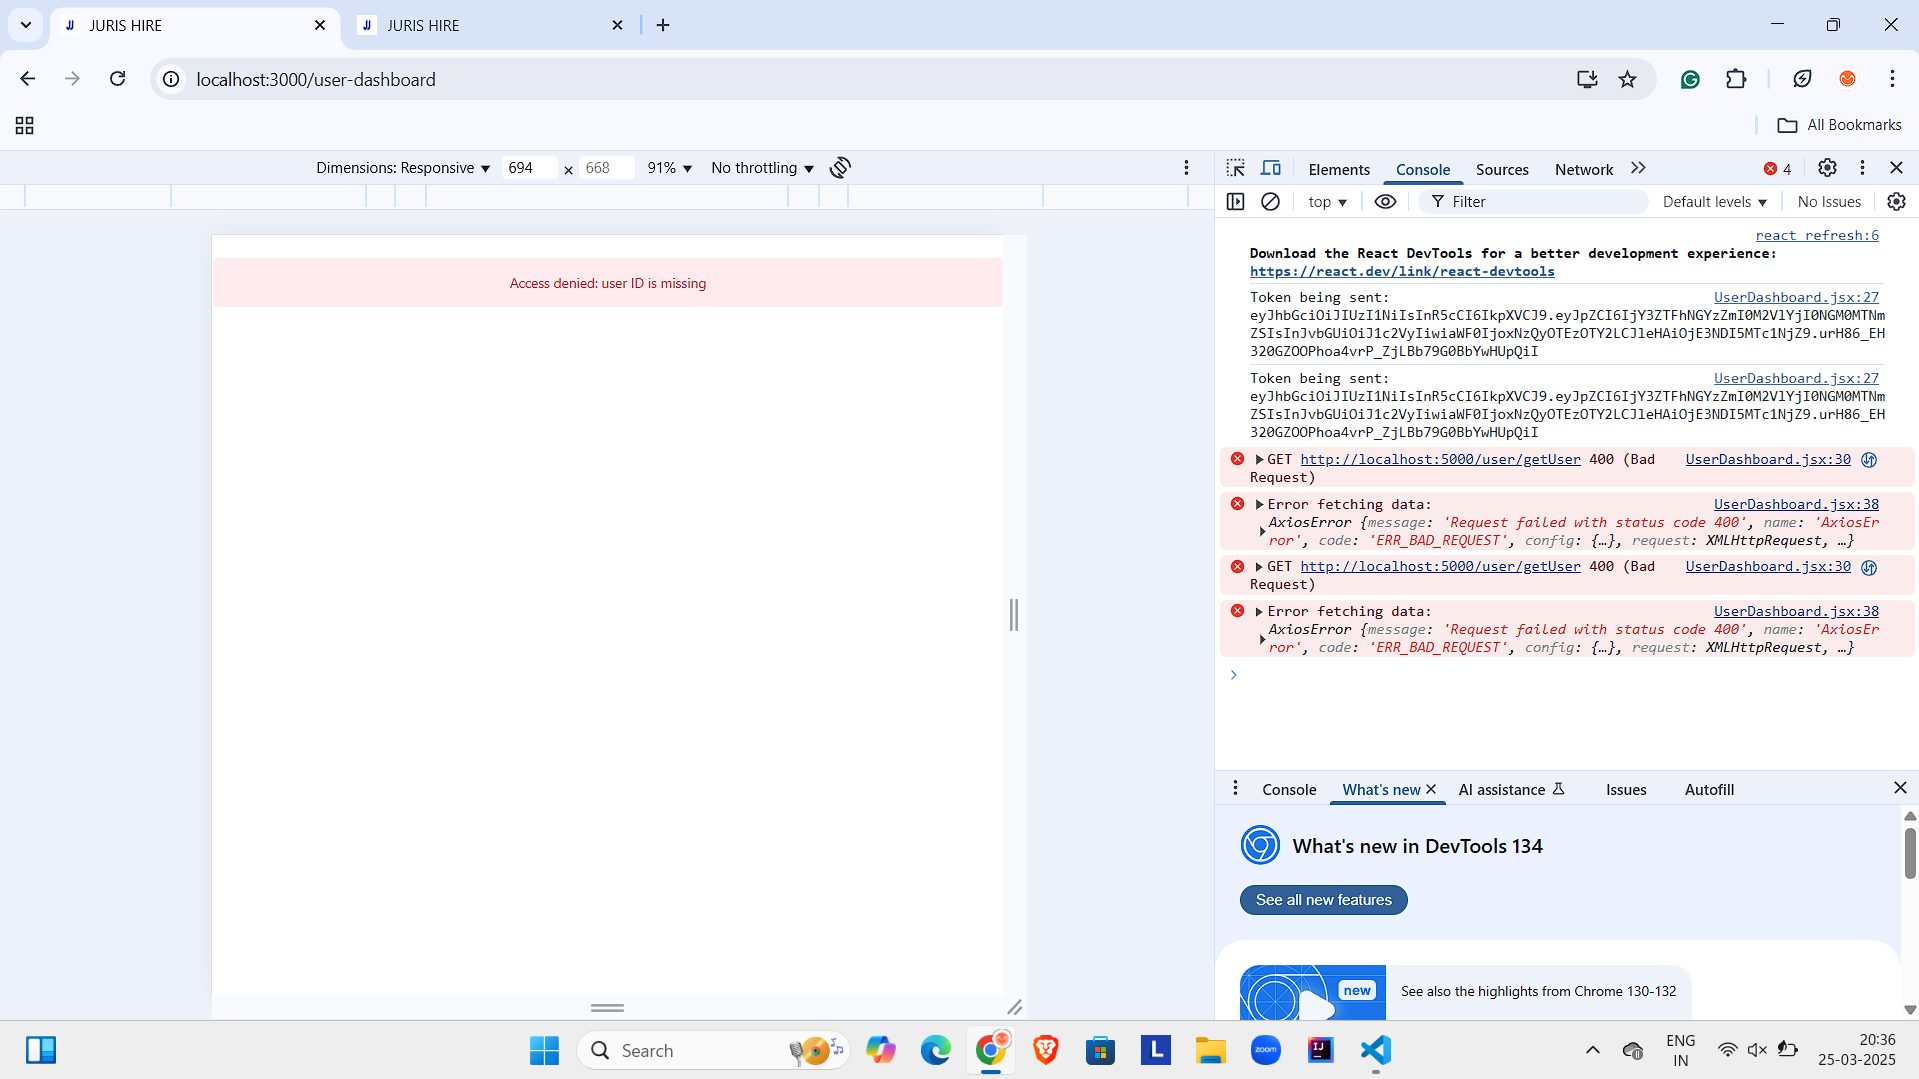 JURIS HIRE
JURIS HIRE
localhost:3000/user-dashboard
All Bookmarks
Dimensions: Responsive
694 × 668
91%
No throttling
Elements
Console
Sources
Network
4
top
Filter
Default levels
No Issues
react refresh:6
Download the React DevTools for a better development experience:
https://react.dev/link/react-devtools
Access denied: user ID is missing
Token being sent: UserDashboard.jsx:27
Token being sent: UserDashboard.jsx:27
GET http://localhost:5000/user/getUser 400 (Bad UserDashboard.jsx:30
Request)
Error fetching data: UserDashboard.jsx:38
AxiosError {message: 'Request failed with status code 400', name: 'AxiosEr
ror', code: 'ERR_BAD_REQUEST', config: {…}, request: XMLHttpRequest, …}
GET http://localhost:5000/user/getUser 400 (Bad UserDashboard.jsx:30
Request)
Error fetching data: UserDashboard.jsx:38
AxiosError {message: 'Request failed with status code 400', name: 'AxiosEr
ror', code: 'ERR_BAD_REQUEST', config: {…}, request: XMLHttpRequest, …}
Console
What's new
AI assistance
Issues
Autofill
What's new in DevTools 134
See all new features
new
See also the highlights from Chrome 130-132
Search
L
zoom
IJ
ENG
IN
20:36
25-03-2025